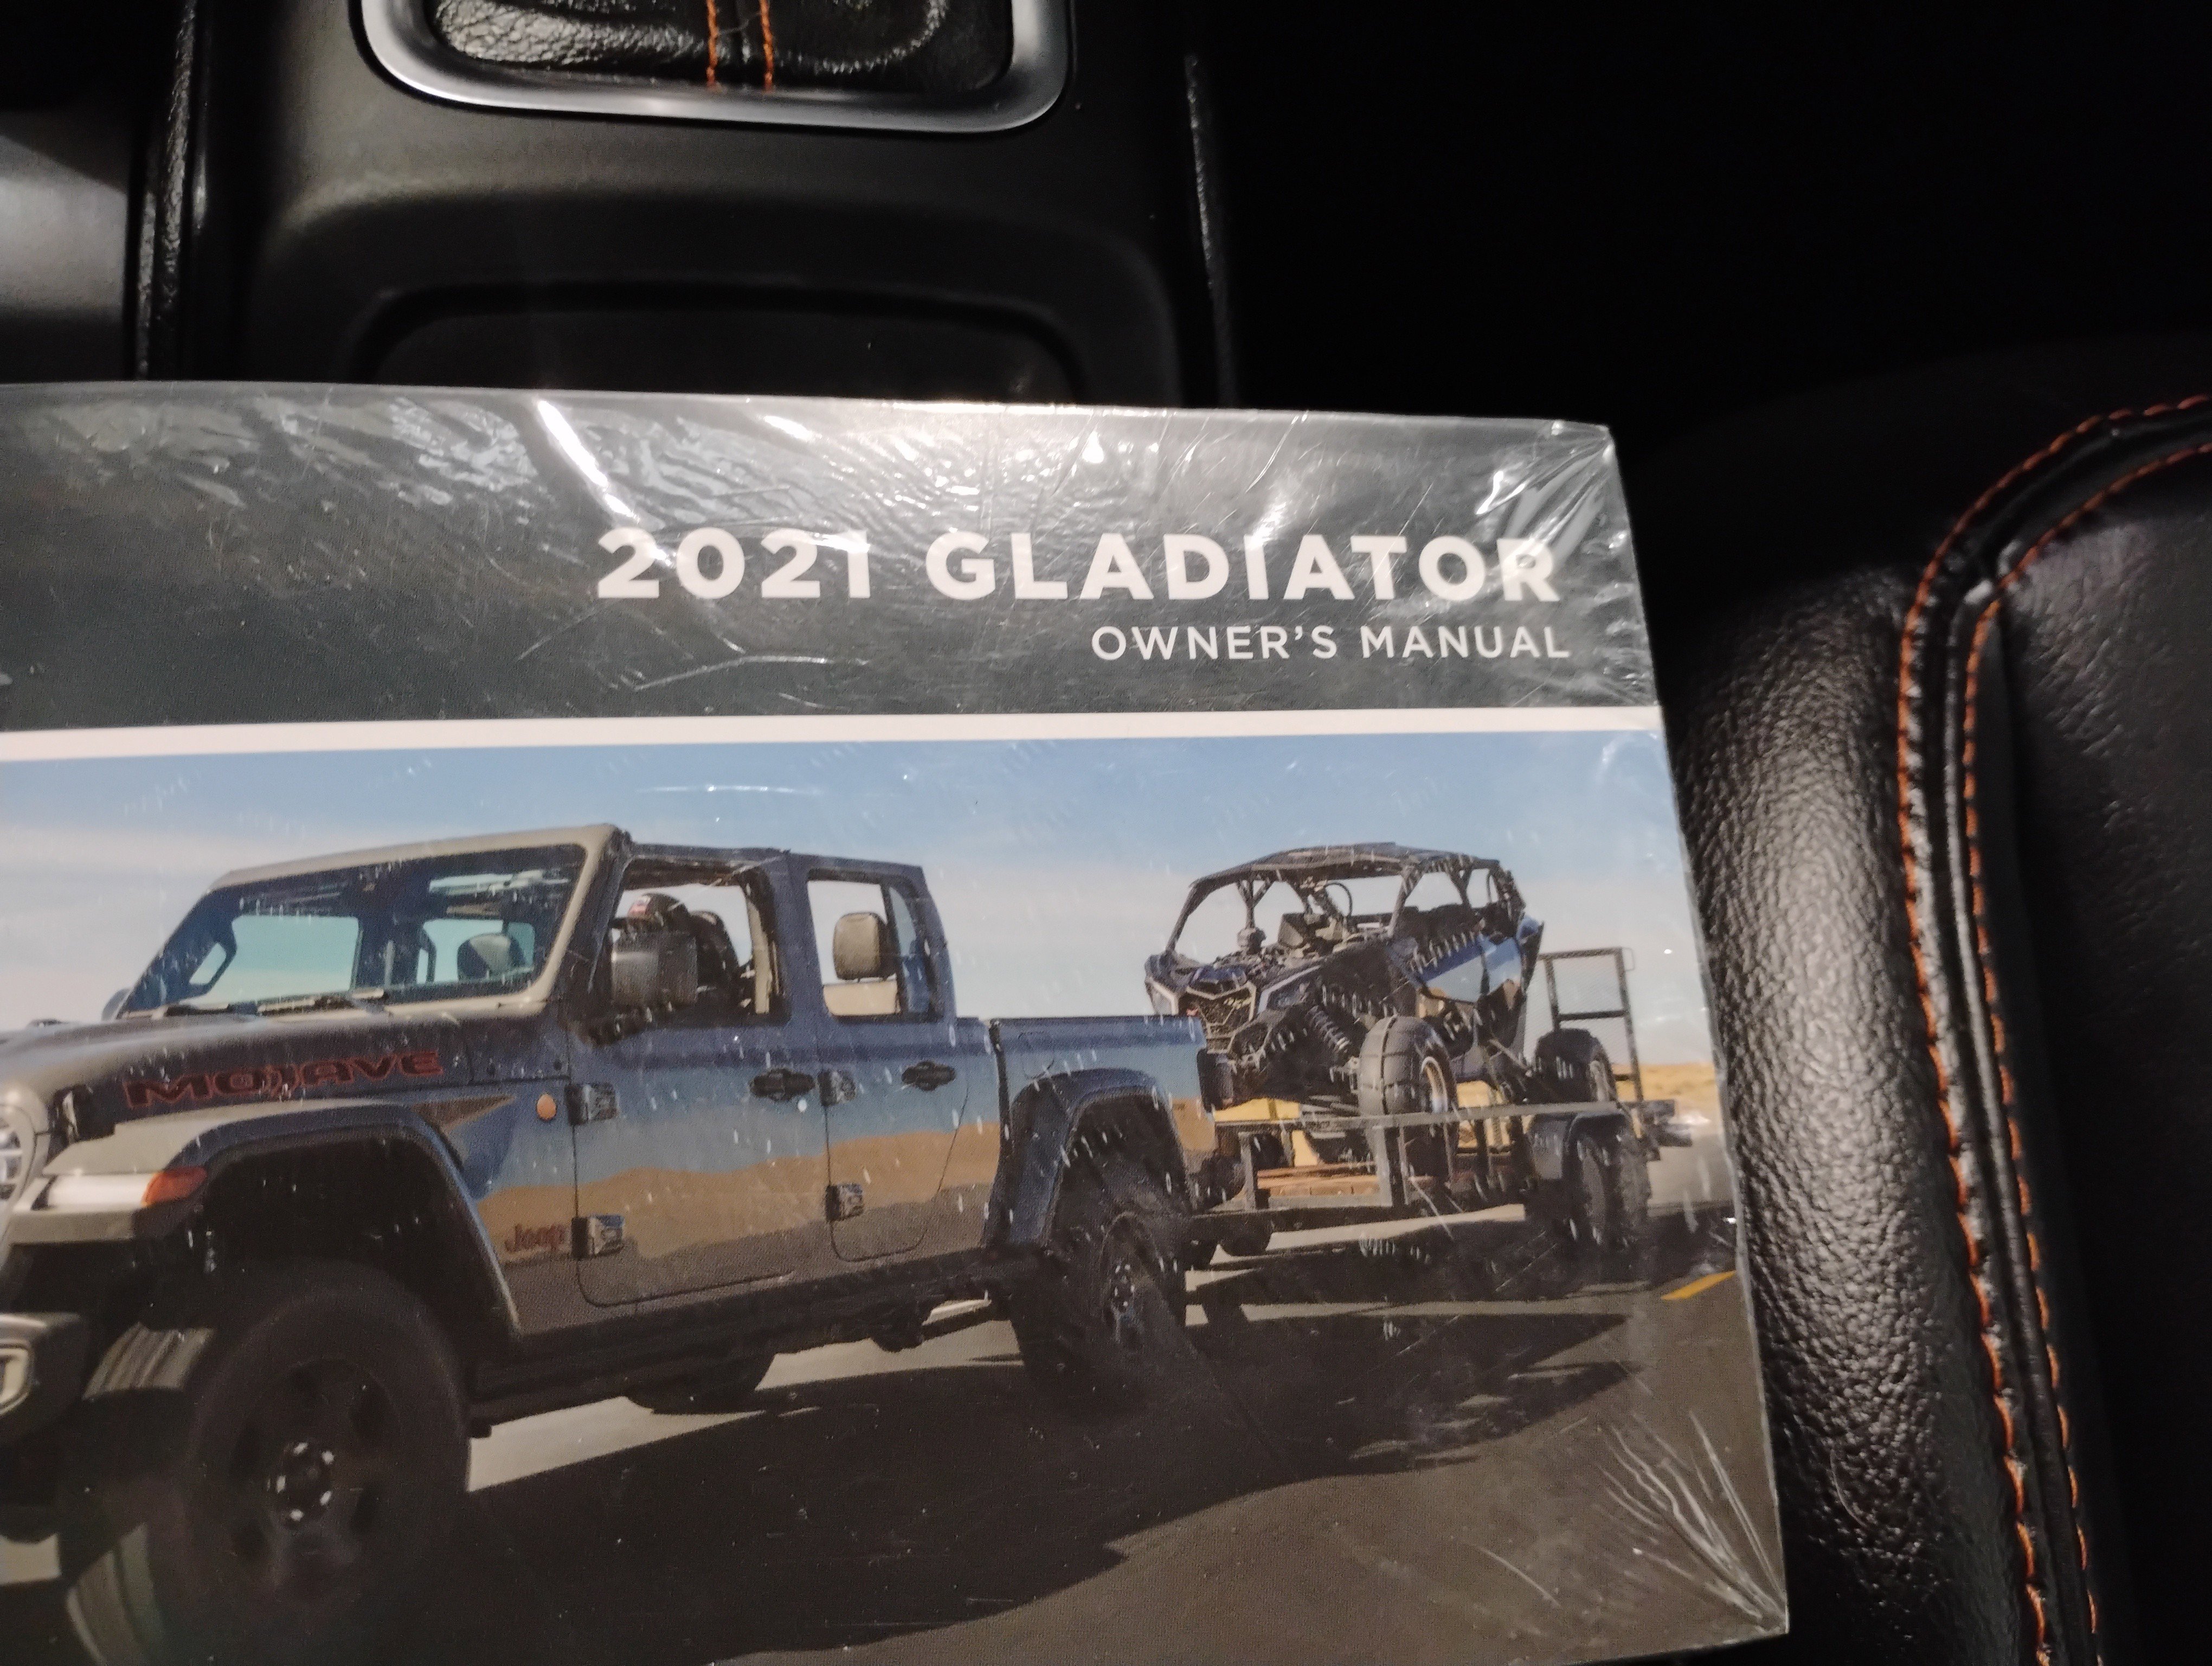 2021 GLADIATOR
OWNER'S MANUAL
MOJAVE
Jeep